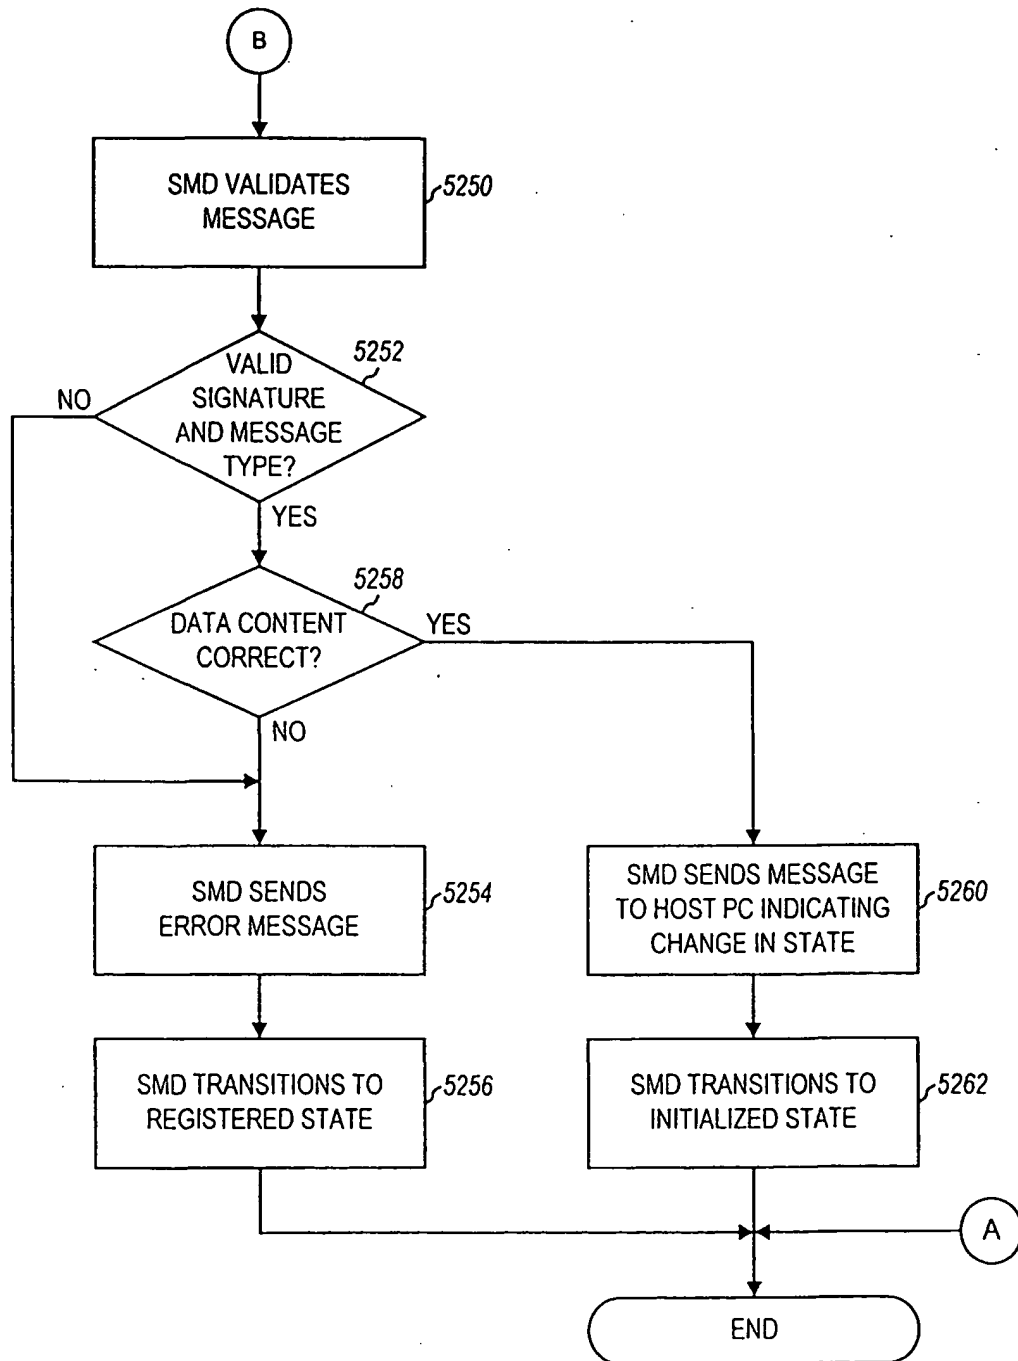 B
SMD VALIDATES
MESSAGE
5250
VALID
SIGNATURE
AND MESSAGE
TYPE?
5252
NO
YES
DATA CONTENT
CORRECT?
5258
YES
NO
SMD SENDS
ERROR MESSAGE
5254
SMD SENDS MESSAGE
TO HOST PC INDICATING
CHANGE IN STATE
5260
SMD TRANSITIONS TO
REGISTERED STATE
5256
SMD TRANSITIONS TO
INITIALIZED STATE
5262
A
END